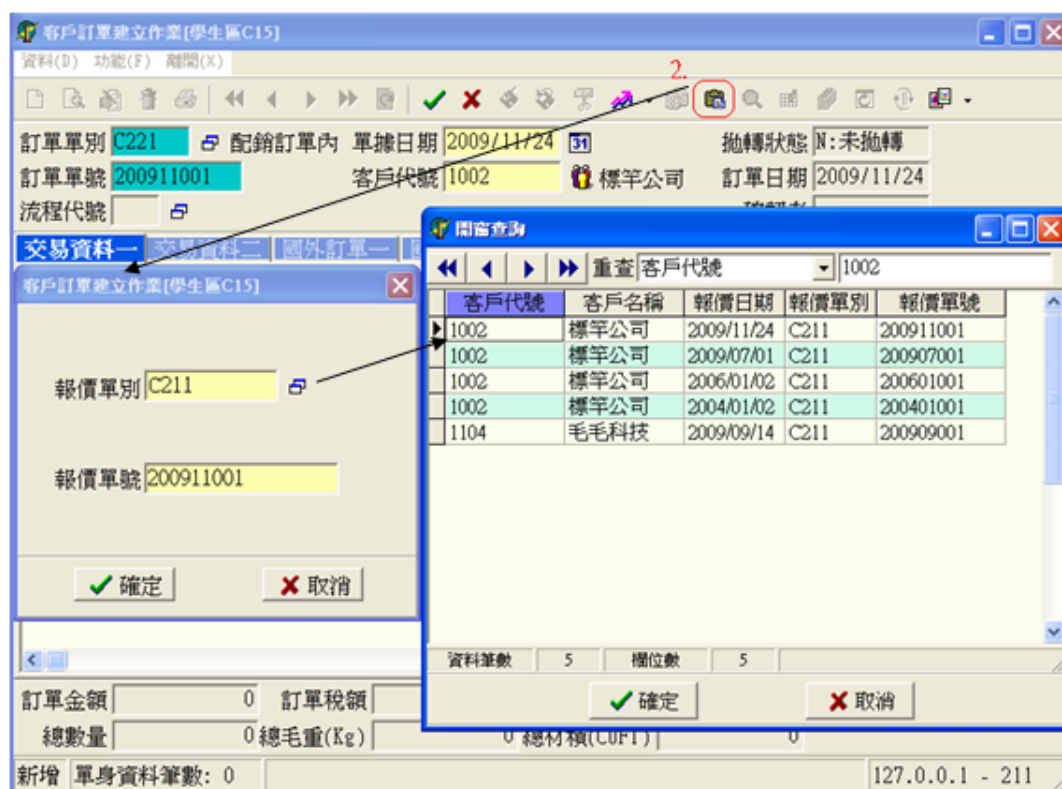 客戶訂單建立作業[學生區C15]
資料(D) 功能(F) 離開(X)
2.
訂單單別 C221 配銷訂單內 單據日期 2009/11/24 拋轉狀態 N:未拋轉
訂單單號 200911001 客戶代號 1002 標竿公司 訂單日期 2009/11/24
流程代號
交易資料一 交易資料二 國外訂單一
客戶訂單建立作業[學生區C15]
報價單別 C211
報價單號 200911001
確定 取消
開窗查詢
重查 客戶代號 1002
客戶代號 客戶名稱 報價日期 報價單別 報價單號
1002 標竿公司 2009/11/24 C211 200911001
1002 標竿公司 2009/07/01 C211 200907001
1002 標竿公司 2006/01/02 C211 200601001
1002 標竿公司 2004/01/02 C211 200401001
1104 毛毛科技 2009/09/14 C211 200909001
資料筆數 5 欄位數 5
確定 取消
訂單金額 0 訂單稅額
總數量 0 總毛重(Kg) 0 總材積(CUFT) 0
新增 單身資料筆數: 0 127.0.0.1 - 211